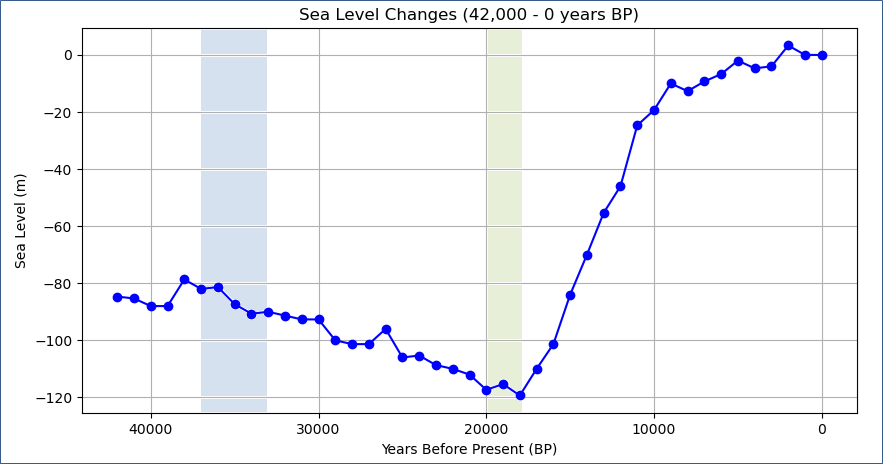 Sea Level Changes (42,000 - 0 years BP)
Sea Level (m)
0
−20
−40
−60
−80
−100
−120
40000 30000 20000 10000 0
Years Before Present (BP)